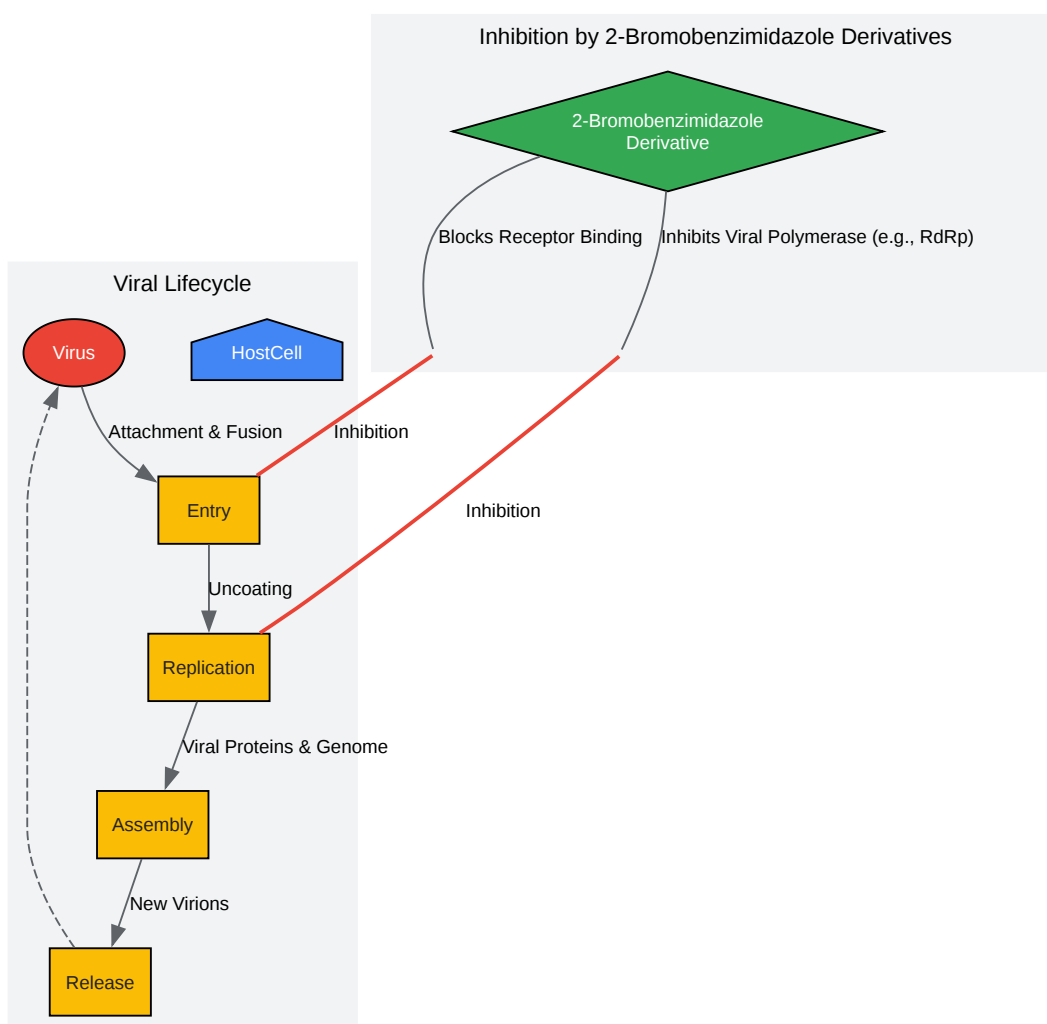 Inhibition by 2-Bromobenzimidazole Derivatives
2-Bromobenzimidazole
Derivative
Blocks Receptor Binding
Inhibits Viral Polymerase (e.g., RdRp)
Viral Lifecycle
Virus
HostCell
Attachment & Fusion
Inhibition
Entry
Inhibition
Uncoating
Replication
Viral Proteins & Genome
Assembly
New Virions
Release